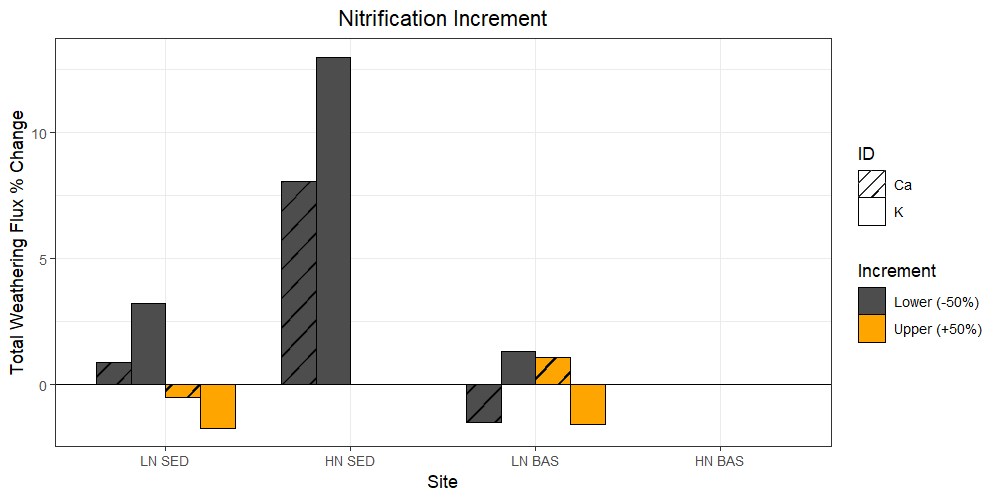 Nitrification Increment
Total Weathering Flux % Change
10
5
0
LN SED
HN SED
LN BAS
HN BAS
Site
ID
Ca
K
Increment
Lower (-50%)
Upper (+50%)